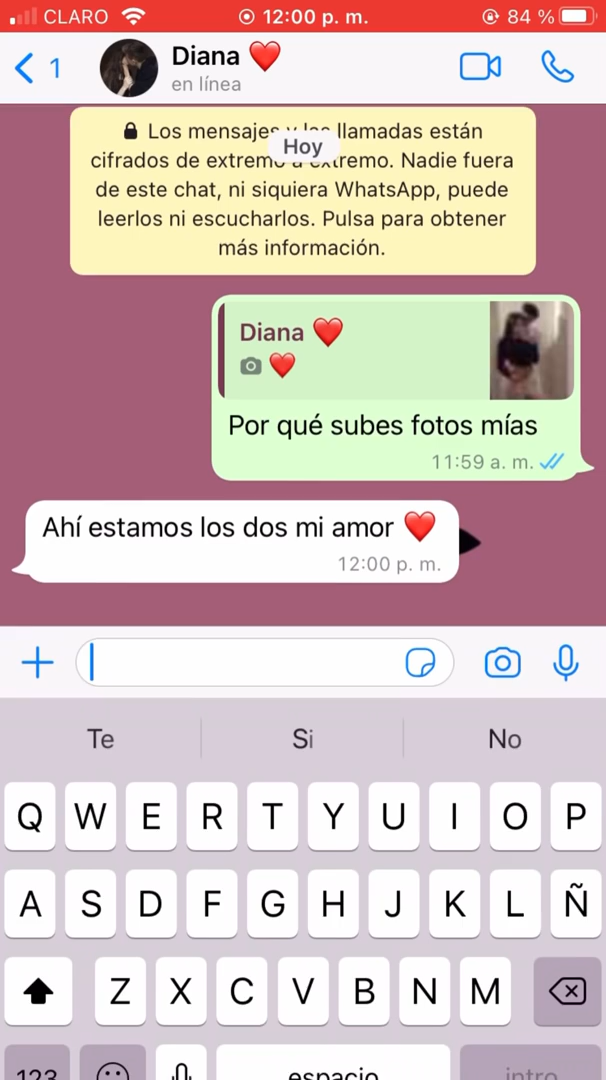 CLARO 12:00 p. m. 84 %
1 Diana ❤️
en línea
Los mensajes y las llamadas están
Hoy
cifrados de extremo a extremo. Nadie fuera
de este chat, ni siquiera WhatsApp, puede
leerlos ni escucharlos. Pulsa para obtener
más información.
Diana ❤️
❤️
Por qué subes fotos mías
11:59 a. m.
Ahí estamos los dos mi amor ❤️
12:00 p. m.
Te Si No
Q W E R T Y U I O P
A S D F G H J K L Ñ
Z X C V B N M
123 espacio intro